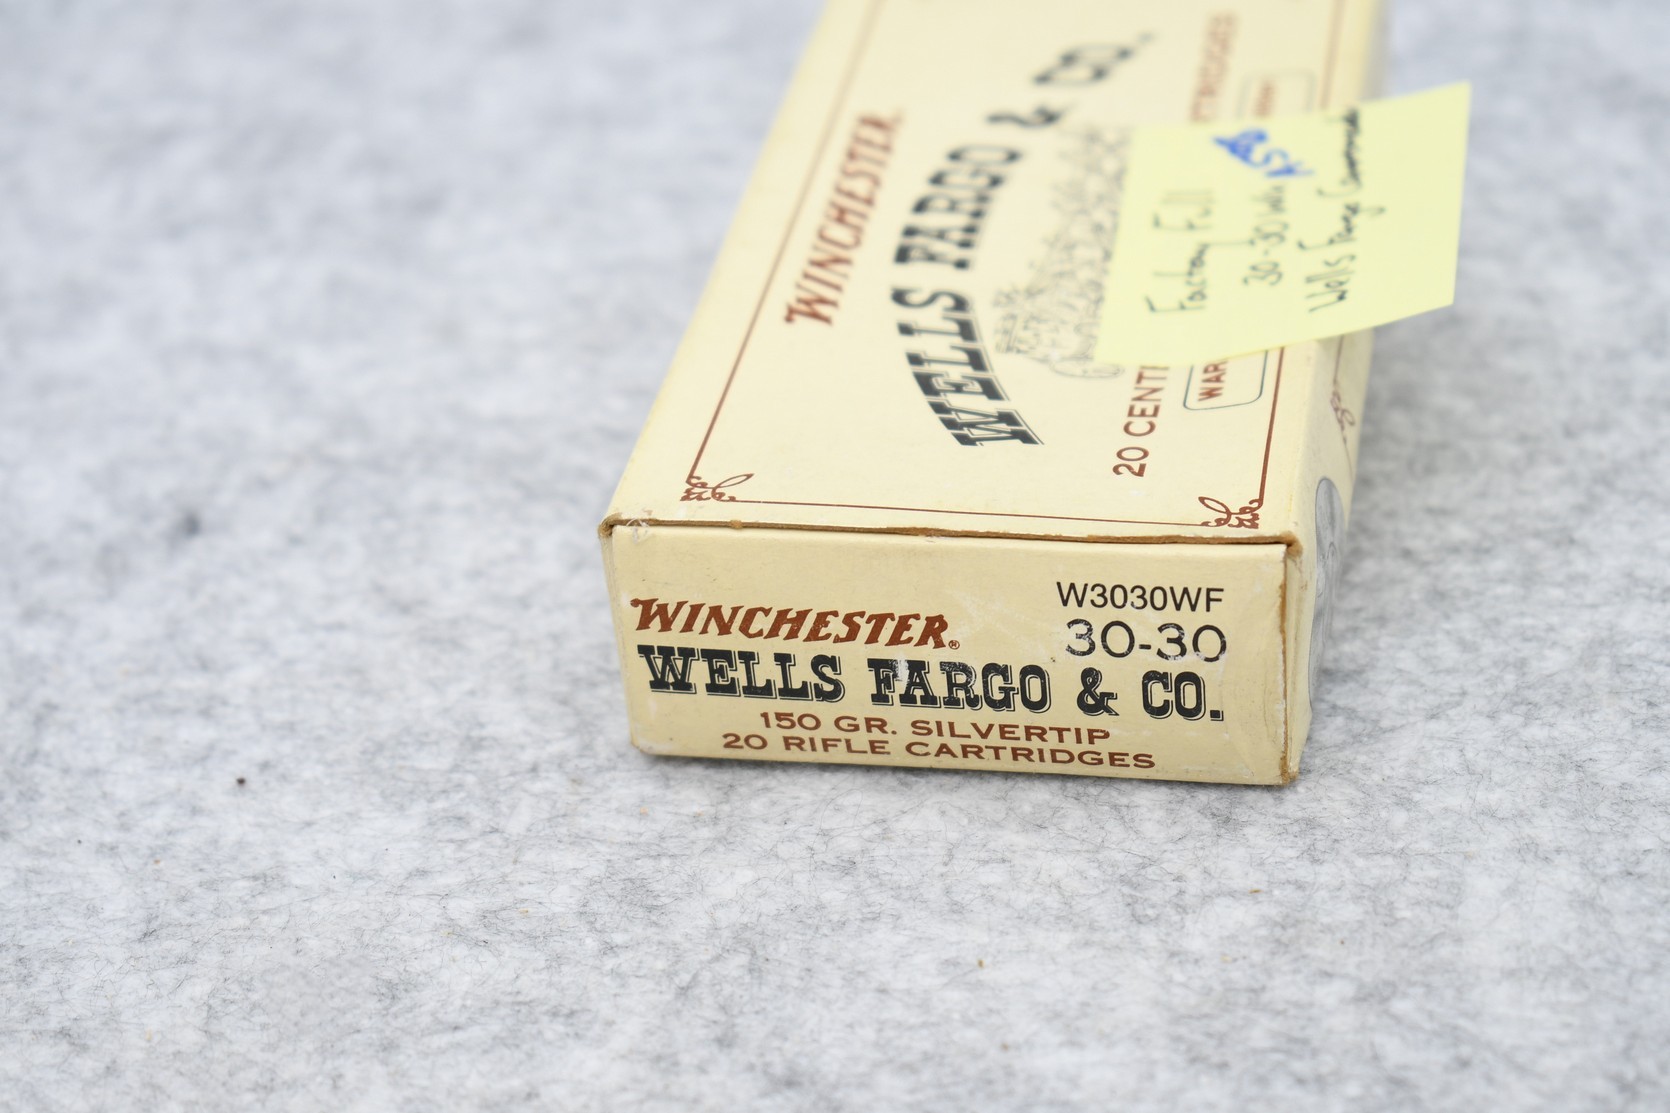 WINCHESTER
WELLS FARGO & CO.
20 CENT
WAR
Factory Full
30-30 Win
Wells Fargo
W3030WF
30-30
WINCHESTER®
WELLS FARGO & CO.
150 GR. SILVERTIP
20 RIFLE CARTRIDGES